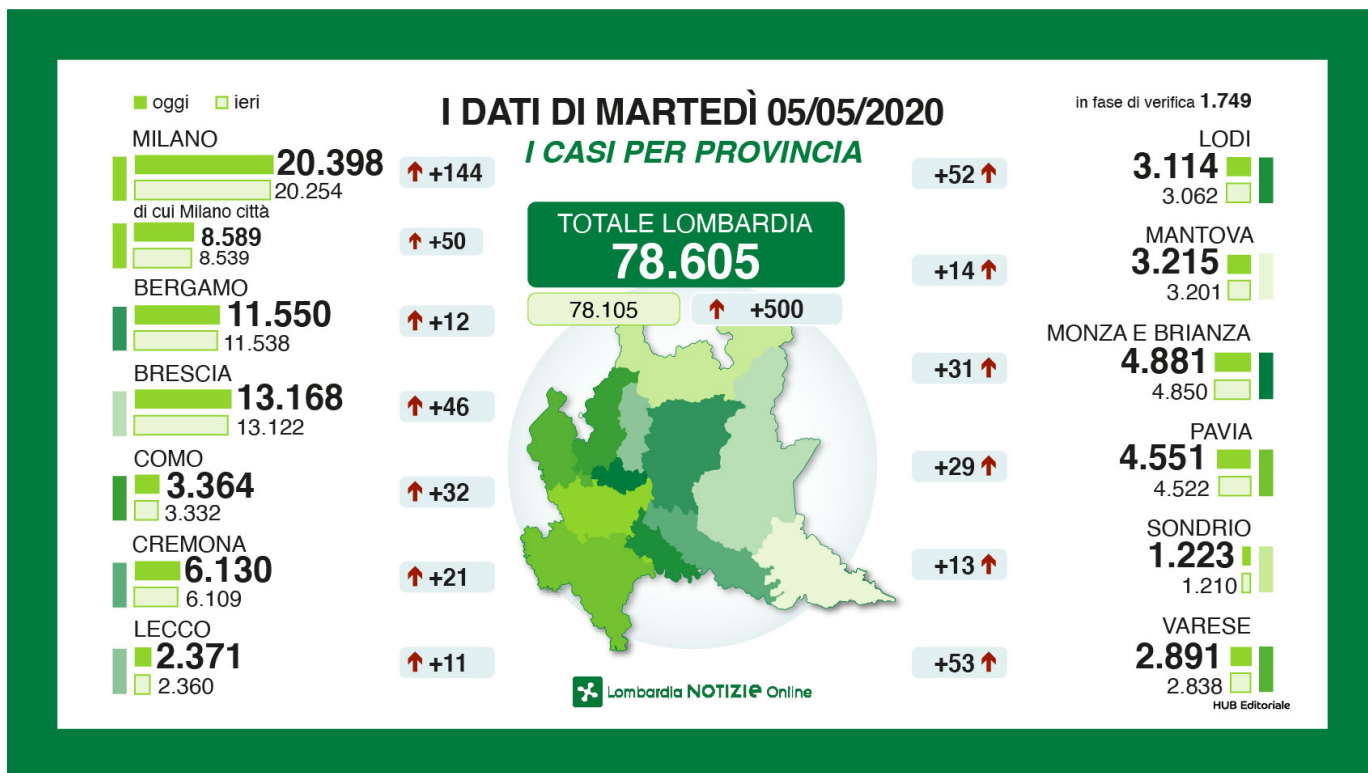 oggi ieri
I DATI DI MARTEDÌ 05/05/2020
I CASI PER PROVINCIA
in fase di verifica 1.749
MILANO
20.398
20.254
+144
di cui Milano città
8.589
8.539
+50
BERGAMO
11.550
11.538
+12
BRESCIA
13.168
13.122
+46
COMO
3.364
3.332
+32
CREMONA
6.130
6.109
+21
LECCO
2.371
2.360
+11
TOTALE LOMBARDIA
78.605
78.105 +500
LODI
+52
3.114
3.062
MANTOVA
+14
3.215
3.201
MONZA E BRIANZA
+31
4.881
4.850
PAVIA
+29
4.551
4.522
SONDRIO
+13
1.223
1.210
VARESE
+53
2.891
2.838
Lombardia NOTIZIe Online
HUB Editoriale